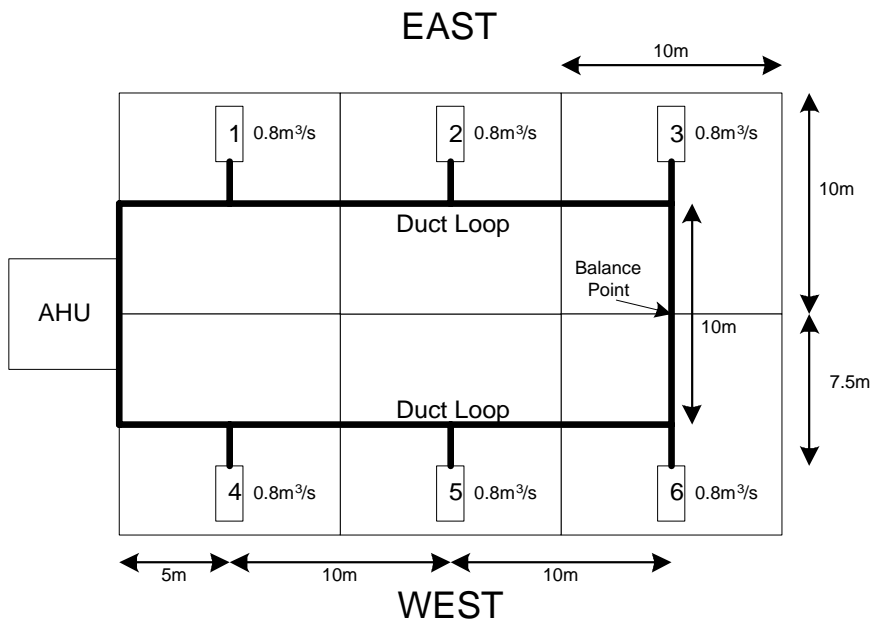 EAST
10m
1 0.8m³/s
2 0.8m³/s
3 0.8m³/s
10m
Duct Loop
Balance
Point
AHU
10m
7.5m
Duct Loop
4 0.8m³/s
5 0.8m³/s
6 0.8m³/s
5m
10m
10m
WEST